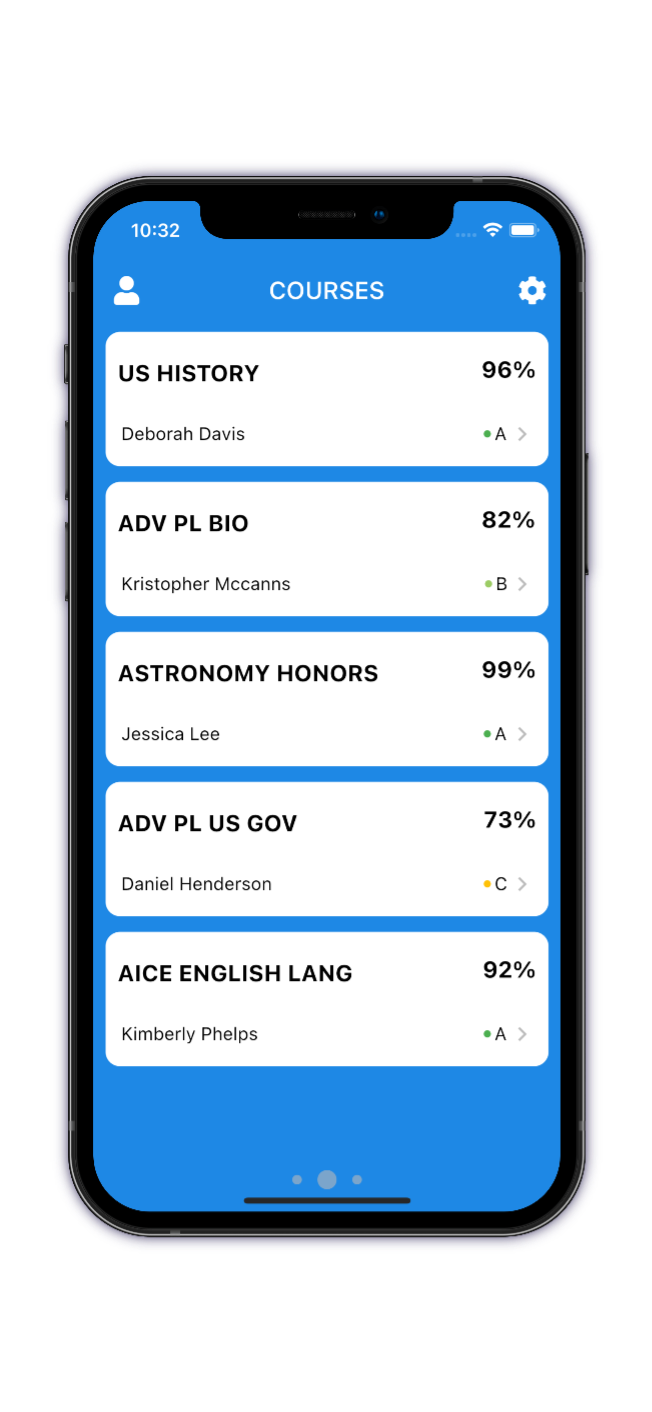 10:32
COURSES
US HISTORY 96%
Deborah Davis A
ADV PL BIO 82%
Kristopher Mccanns B
ASTRONOMY HONORS 99%
Jessica Lee A
ADV PL US GOV 73%
Daniel Henderson C
AICE ENGLISH LANG 92%
Kimberly Phelps A